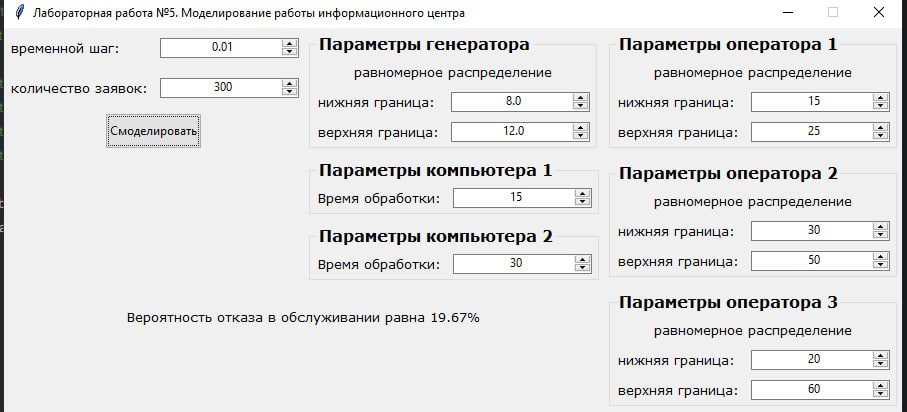 Лабораторная работа №5. Моделирование работы информационного центра
временной шаг: 0.01
количество заявок: 300
Смоделировать
Параметры генератора
равномерное распределение
нижняя граница: 8.0
верхняя граница: 12.0
Параметры компьютера 1
Время обработки: 15
Параметры компьютера 2
Время обработки: 30
Вероятность отказа в обслуживании равна 19.67%
Параметры оператора 1
равномерное распределение
нижняя граница: 15
верхняя граница: 25
Параметры оператора 2
равномерное распределение
нижняя граница: 30
верхняя граница: 50
Параметры оператора 3
равномерное распределение
нижняя граница: 20
верхняя граница: 60